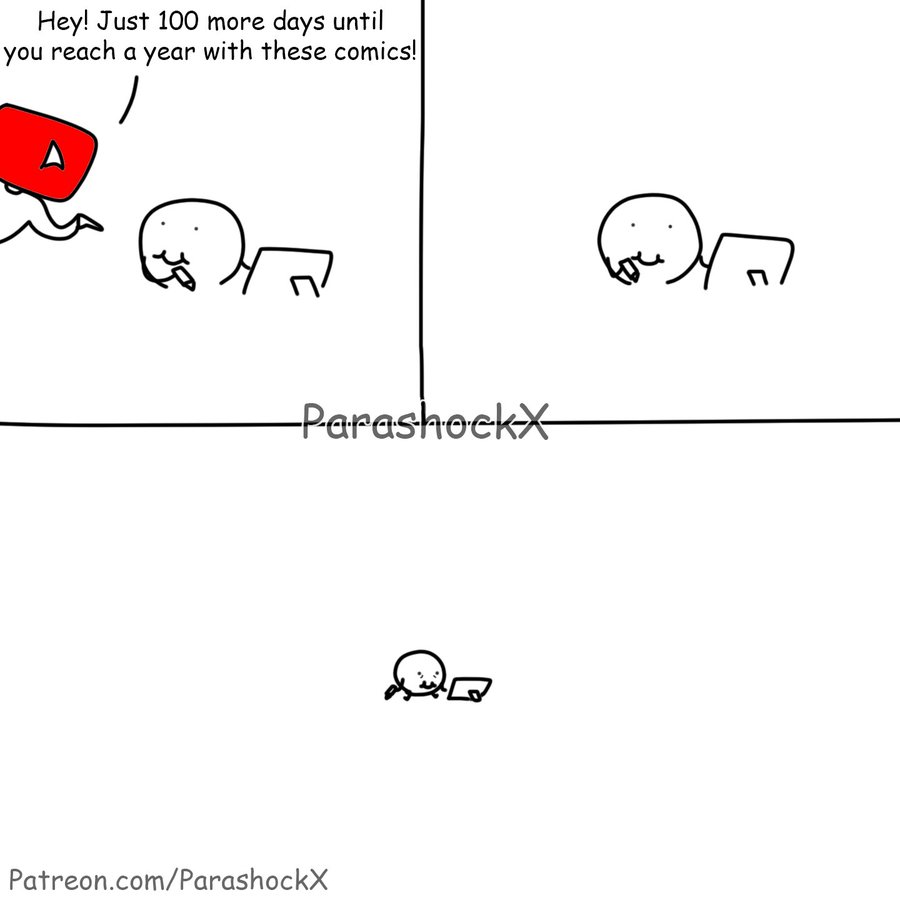 Hey! Just 100 more days until
you reach a year with these comics!
ParashockX
Patreon.com/ParashockX